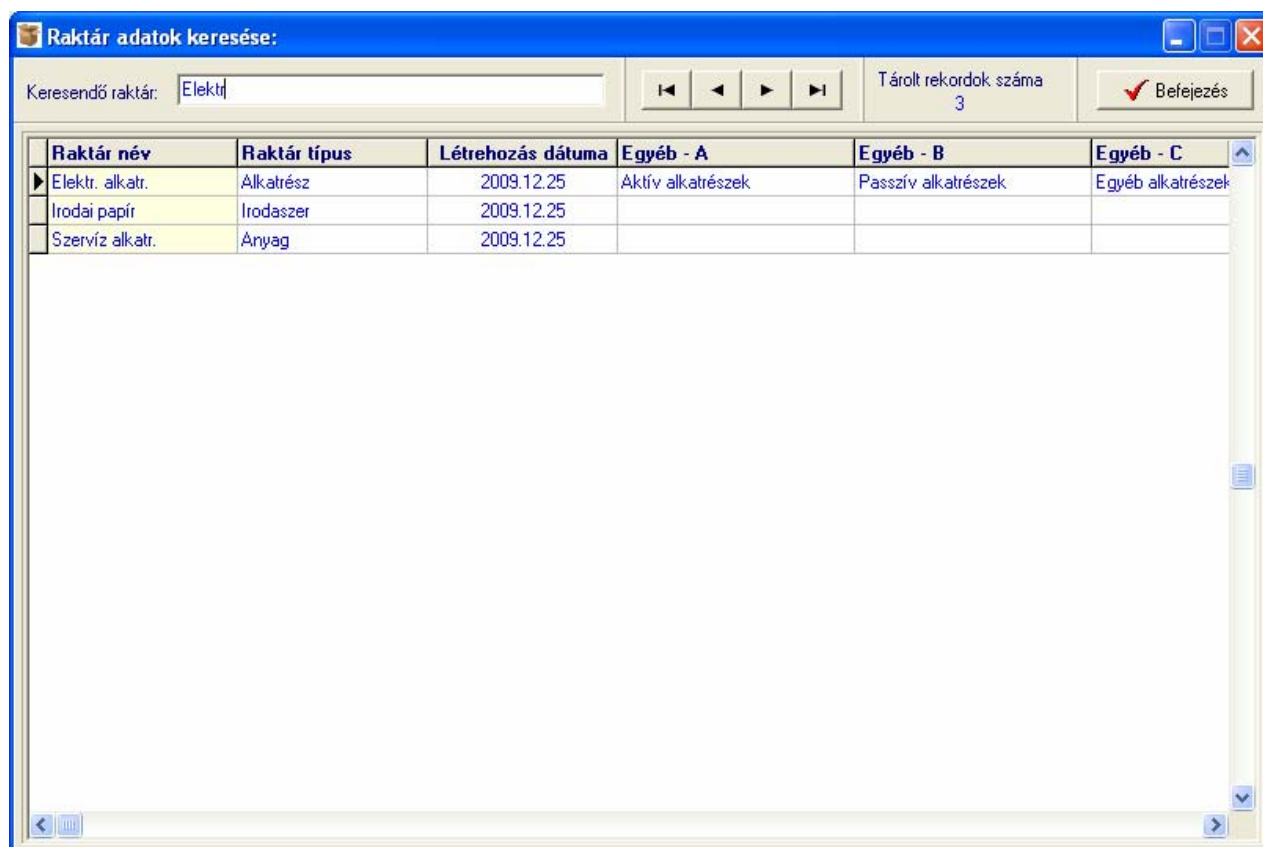 Raktár adatok keresése:
Keresendő raktár: Elektr
Tárolt rekordok száma
3
Befejezés
Raktár név Raktár típus Létrehozás dátuma Egyéb - A Egyéb - B Egyéb - C
Elektr. alkatr. Alkatrész 2009.12.25 Aktív alkatrészek Passzív alkatrészek Egyéb alkatrészek
Irodai papír Irodaszer 2009.12.25
Szervíz alkatr. Anyag 2009.12.25